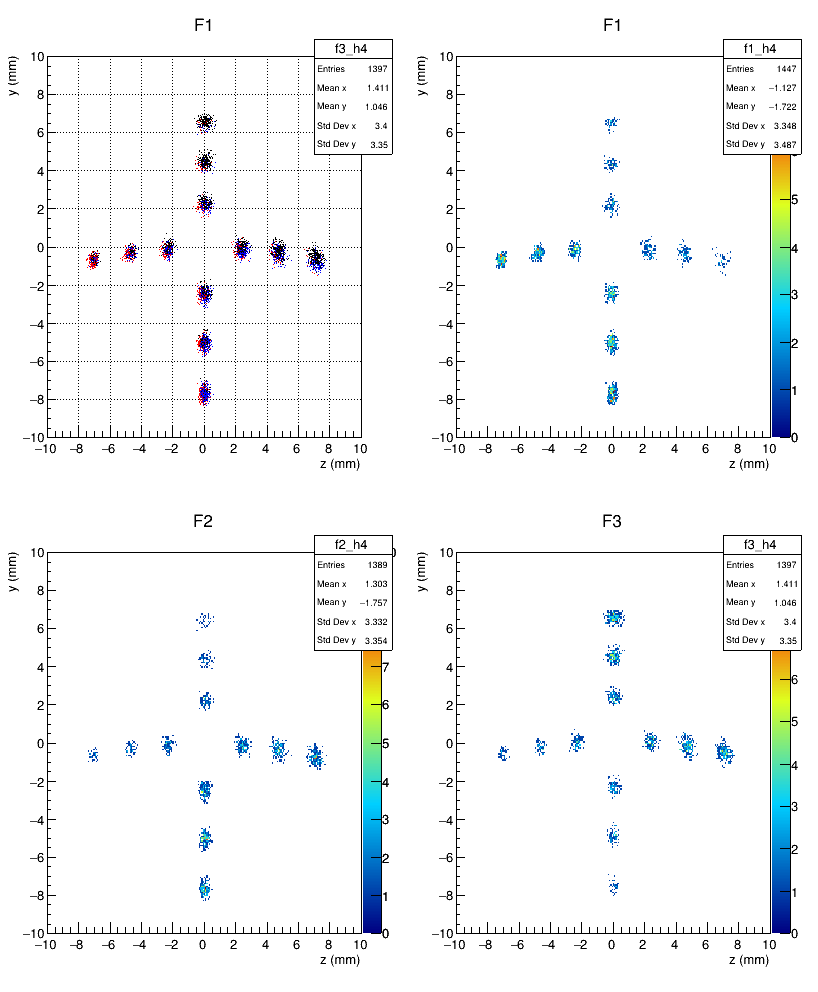 F1
f3_h4
Entries 1397
Mean x 1.411
Mean y 1.046
Std Dev x 3.4
Std Dev y 3.35
y (mm)
10
8
6
4
2
0
−2
−4
−6
−8
−10
−10 −8 −6 −4 −2 0 2 4 6 8 10
z (mm)
F1
f1_h4
Entries 1447
Mean x −1.127
Mean y −1.722
Std Dev x 3.348
Std Dev y 3.487
y (mm)
10
8
6
4
2
0
−2
−4
−6
−8
−10
−10 −8 −6 −4 −2 0 2 4 6 8 10
z (mm)
5
4
3
2
1
0
F2
f2_h4
Entries 1389
Mean x 1.303
Mean y −1.757
Std Dev x 3.332
Std Dev y 3.354
y (mm)
10
8
6
4
2
0
−2
−4
−6
−8
−10
−10 −8 −6 −4 −2 0 2 4 6 8 10
z (mm)
7
6
5
4
3
2
1
0
F3
f3_h4
Entries 1397
Mean x 1.411
Mean y 1.046
Std Dev x 3.4
Std Dev y 3.35
y (mm)
10
8
6
4
2
0
−2
−4
−6
−8
−10
−10 −8 −6 −4 −2 0 2 4 6 8 10
z (mm)
6
5
4
3
2
1
0